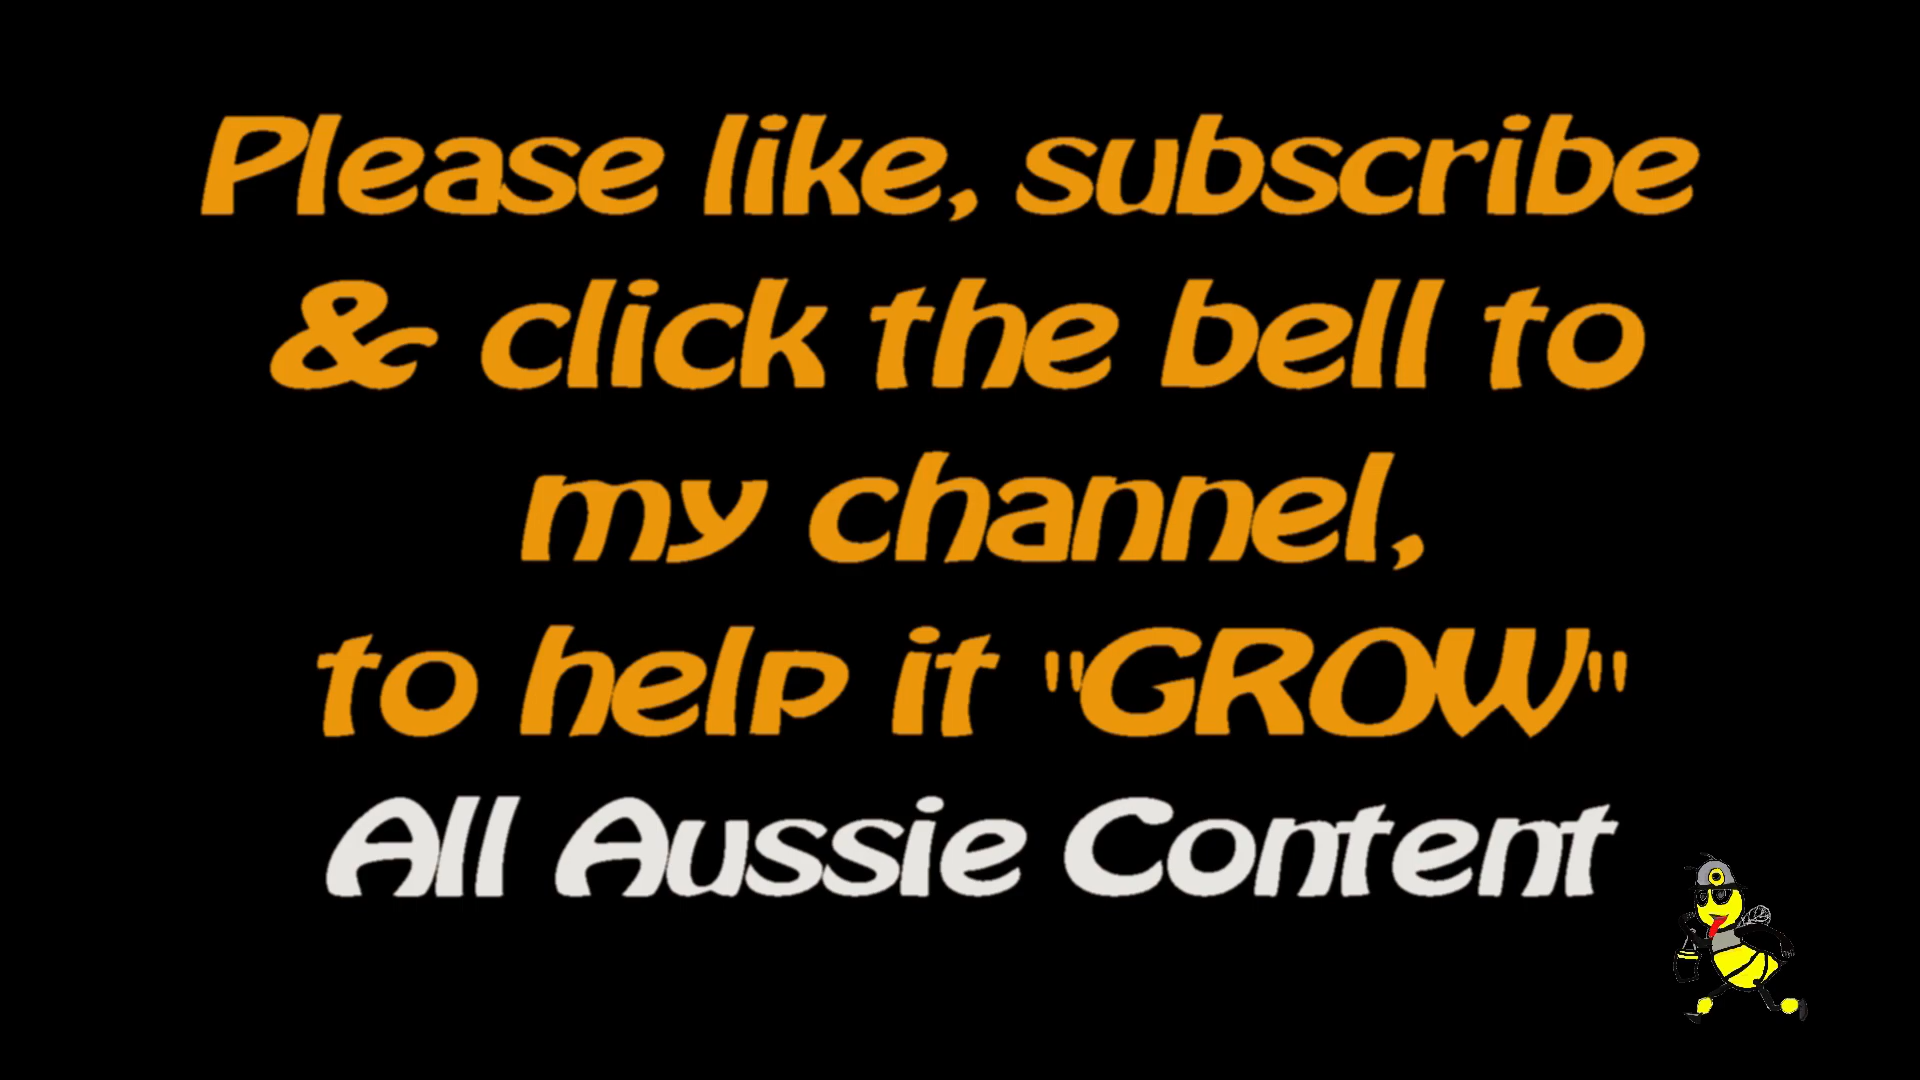 Please like, subscribe
& click the bell to
my channel,
to help it "GROW"
All Aussie Content